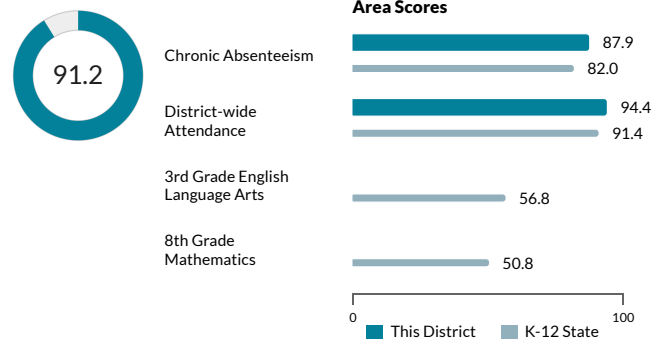 91.2
Area Scores
Chronic Absenteeism
87.9
82.0
District-wide
Attendance
94.4
91.4
3rd Grade English
Language Arts
56.8
8th Grade
Mathematics
50.8
0 100
This District K-12 State